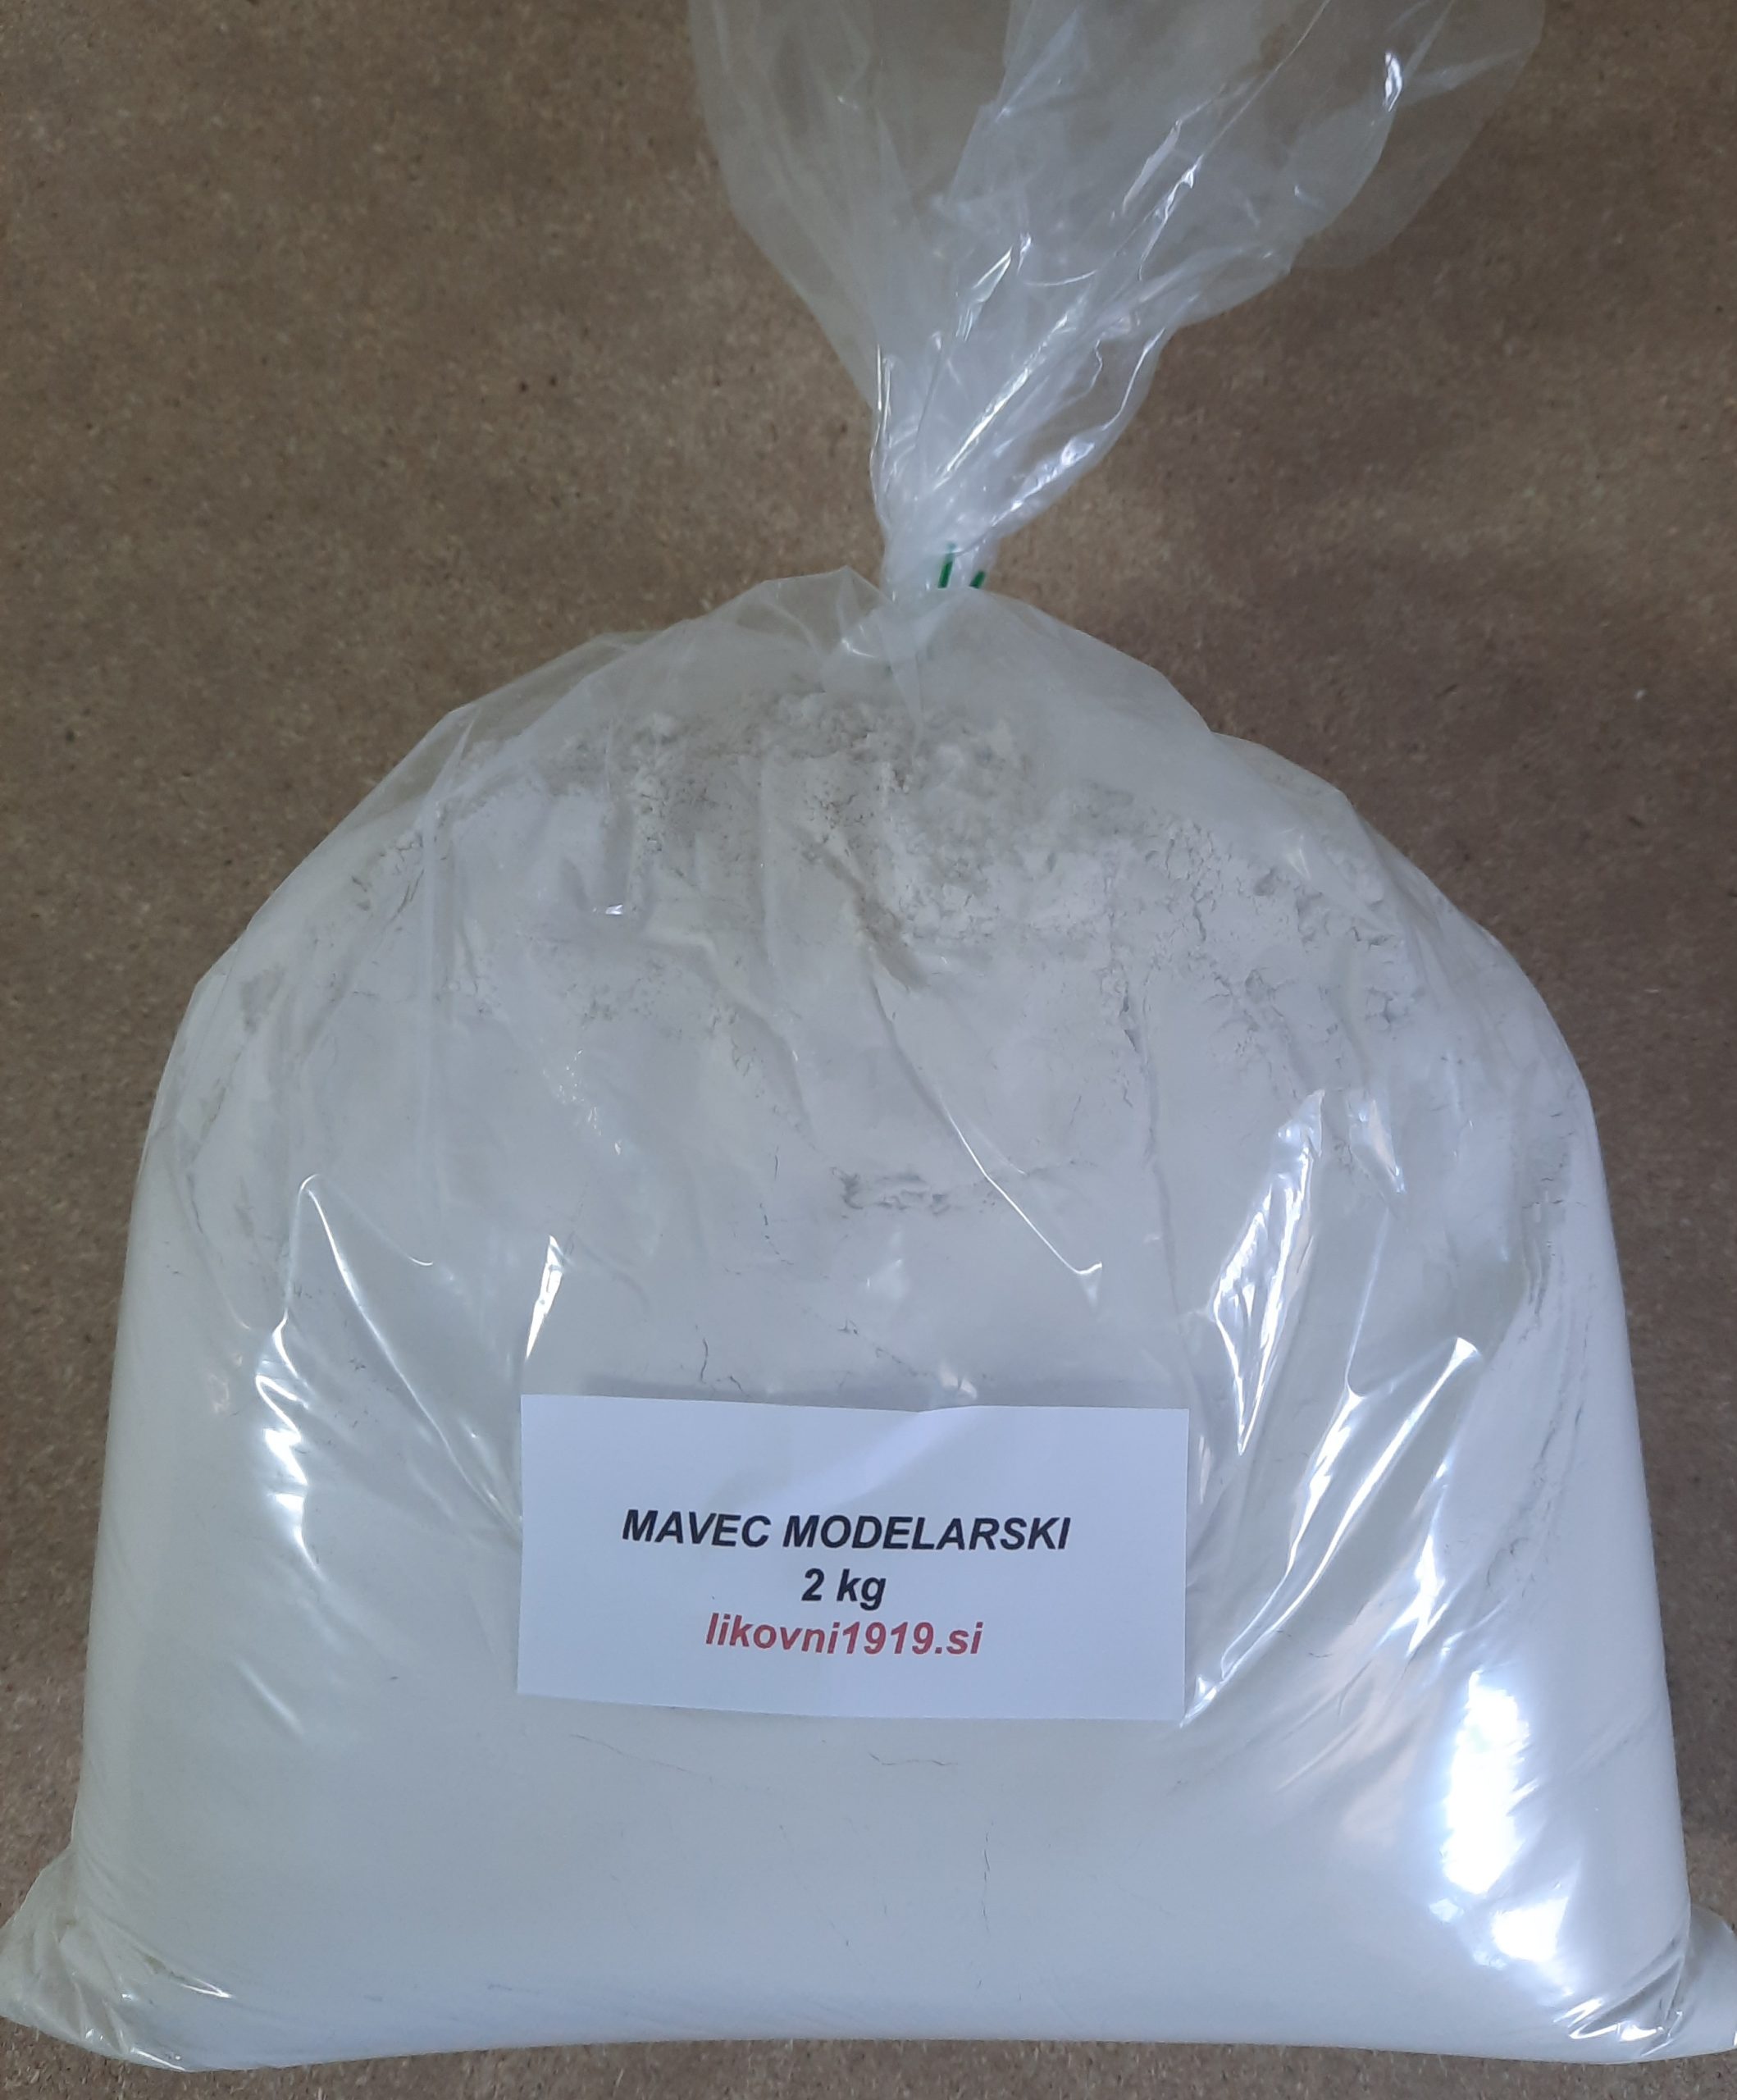 MAVEC MODELARSKI
2 kg
likovni1919.si